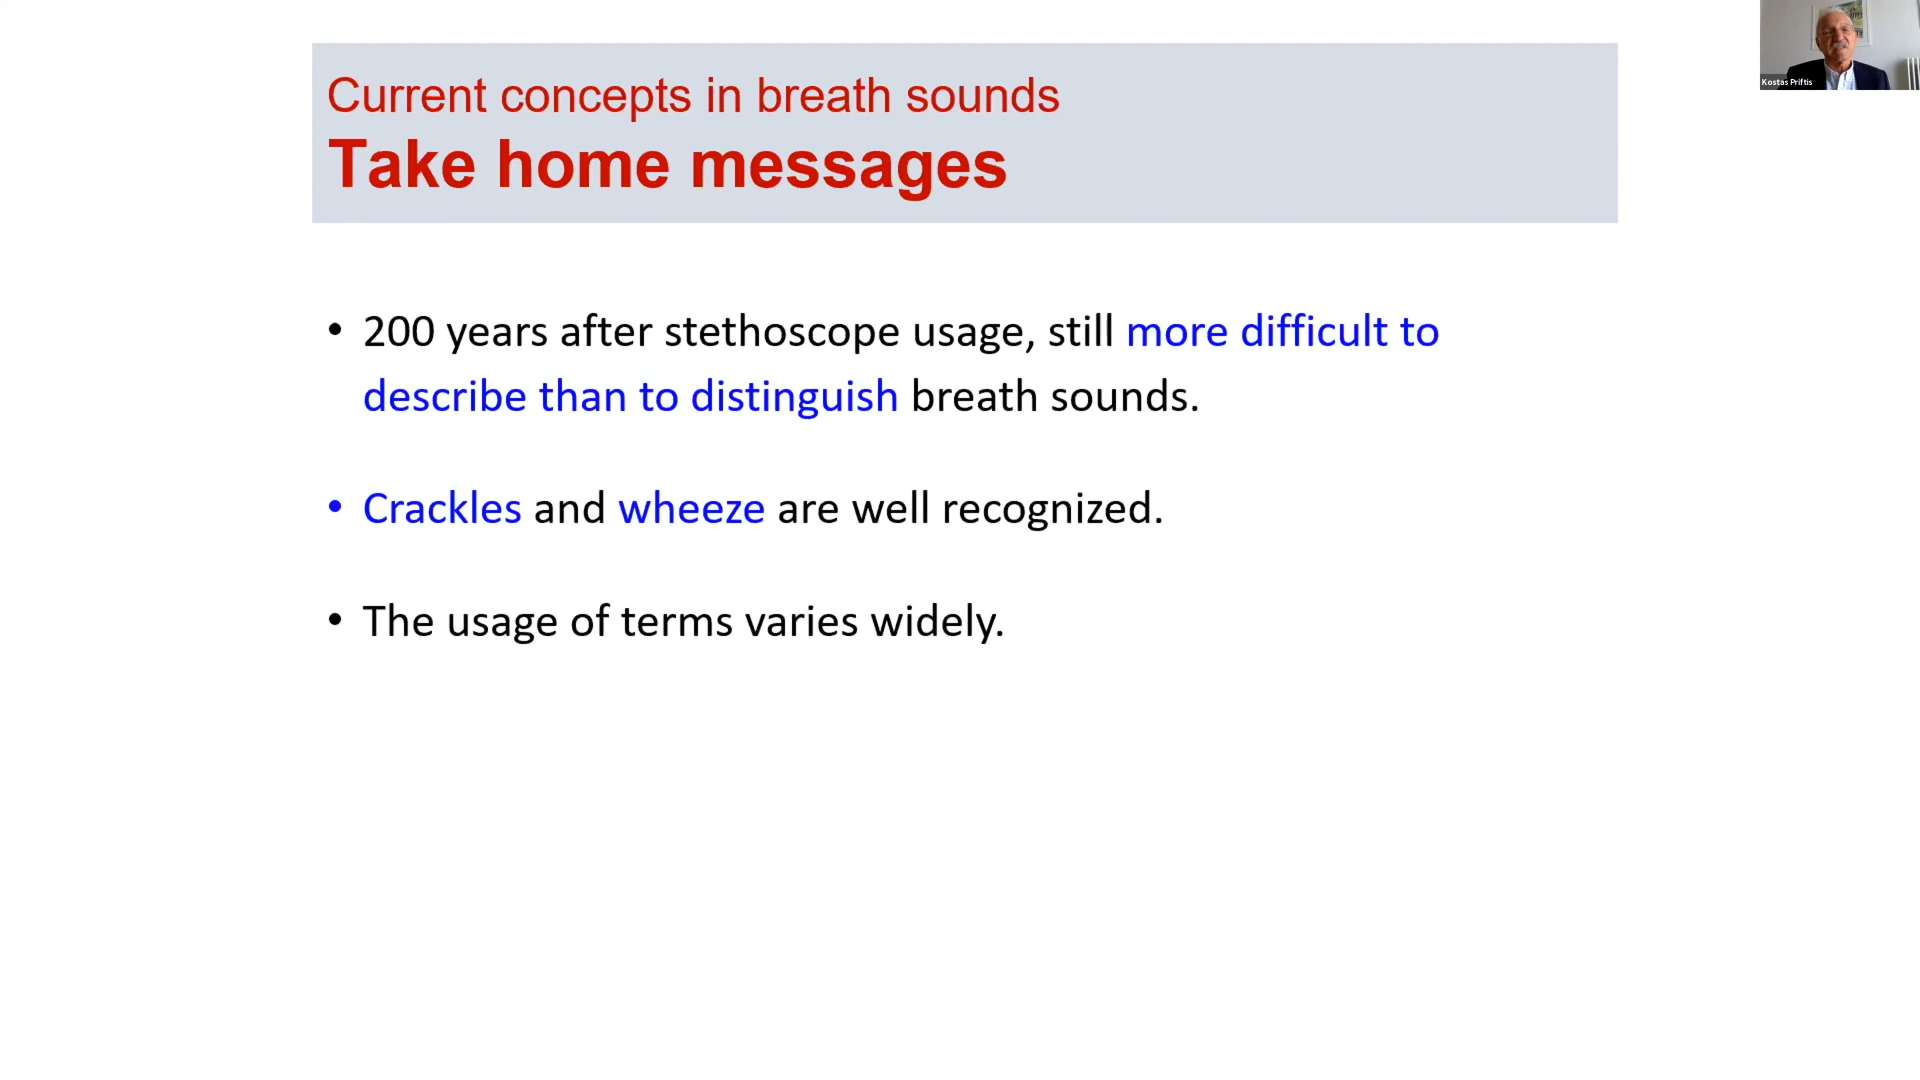 Current concepts in breath sounds
Take home messages
• 200 years after stethoscope usage, still more difficult to
describe than to distinguish breath sounds.
• Crackles and wheeze are well recognized.
• The usage of terms varies widely.
Kostas Priftis